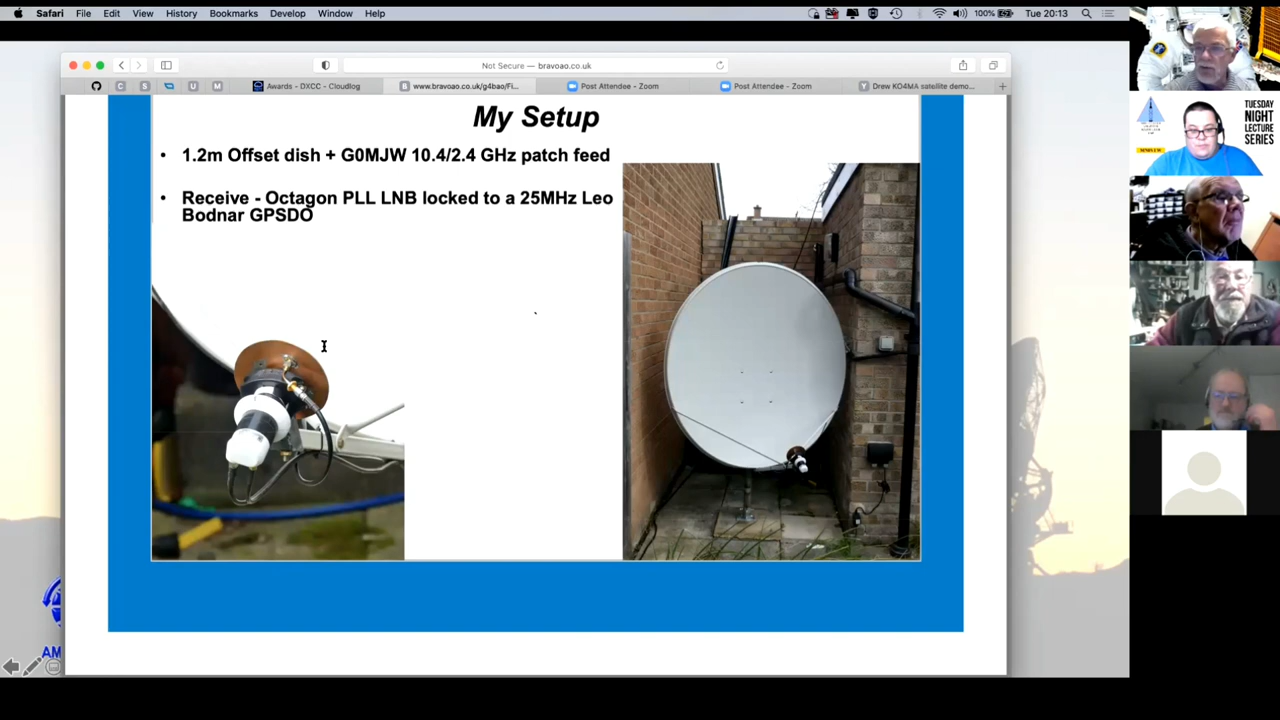 Safari File Edit View History Bookmarks Develop Window Help 100% Tue 20:13
Not Secure — bravoao.co.uk
C S U M Awards - DXCC - Cloudlog www.bravoao.co.uk/g4bao/Fi... Post Attendee - Zoom Post Attendee - Zoom Y Drew KO4MA satellite demo...
My Setup
• 1.2m Offset dish + G0MJW 10.4/2.4 GHz patch feed
• Receive - Octagon PLL LNB locked to a 25MHz Leo
Bodnar GPSDO
AM
TUESDAY
NIGHT
LECTURE
SERIES